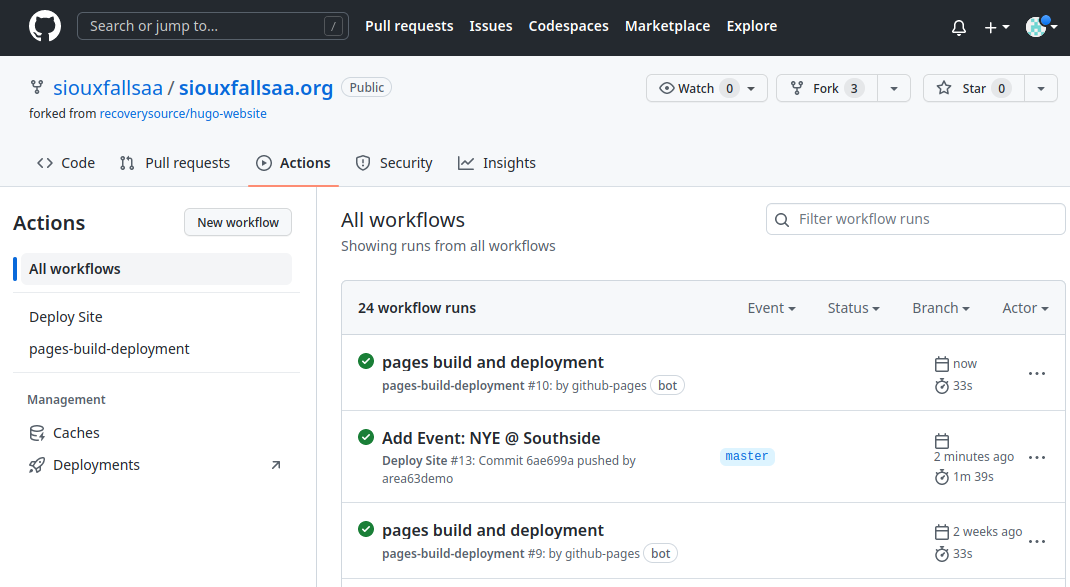 Search or jump to... / Pull requests Issues Codespaces Marketplace Explore
siouxfallsaa / siouxfallsaa.org Public Watch 0 Fork 3 Star 0
forked from recoverysource/hugo-website
Code Pull requests Actions Security Insights
Actions New workflow
All workflows
Deploy Site
pages-build-deployment
Management
Caches
Deployments
All workflows
Showing runs from all workflows
Filter workflow runs
24 workflow runs Event Status Branch Actor
pages build and deployment
pages-build-deployment #10: by github-pages bot
now
33s
Add Event: NYE @ Southside
Deploy Site #13: Commit 6ae699a pushed by
area63demo
master
2 minutes ago
1m 39s
pages build and deployment
pages-build-deployment #9: by github-pages bot
2 weeks ago
33s